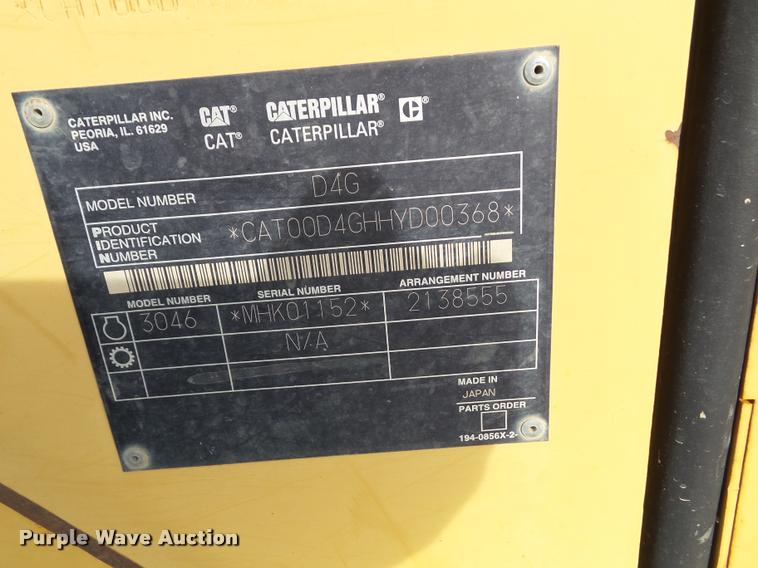 CATERPILLAR INC.
PEORIA, IL. 61629
USA
CAT® CATERPILLAR® C®
CAT® CATERPILLAR®
MODEL NUMBER D4G
PRODUCT
IDENTIFICATION
NUMBER
*CAT00D4GHHYD00368*
MODEL NUMBER SERIAL NUMBER ARRANGEMENT NUMBER
3046 *MHK01152* 2138555
N/A
MADE IN
JAPAN
PARTS ORDER
194-0856X-2-
Purple Wave Auction